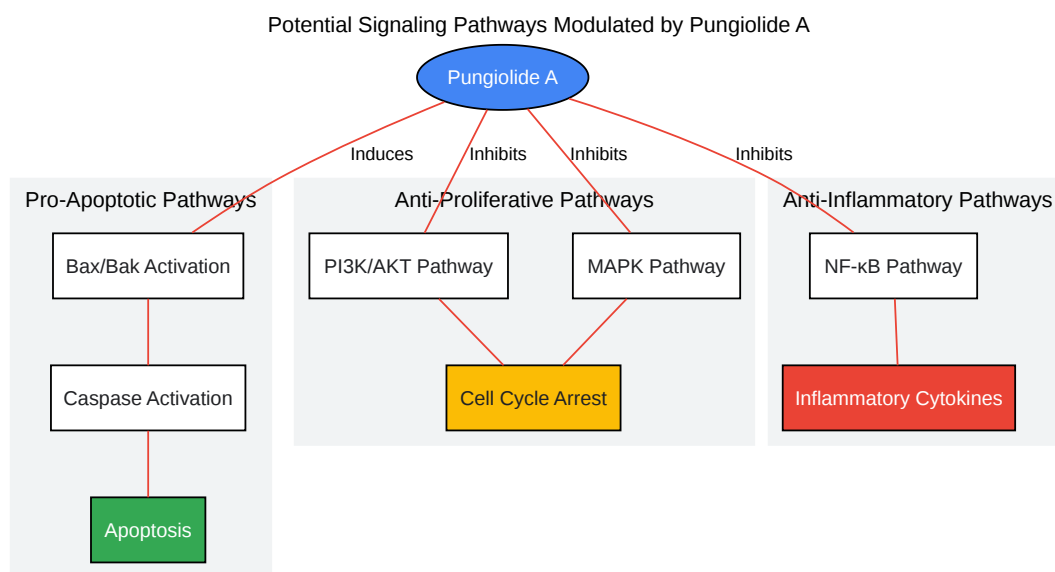 Potential Signaling Pathways Modulated by Pungiolide A
Pungiolide A
Induces
Inhibits
Inhibits
Inhibits
Pro-Apoptotic Pathways
Anti-Proliferative Pathways
Anti-Inflammatory Pathways
Bax/Bak Activation
PI3K/AKT Pathway
MAPK Pathway
NF-κB Pathway
Caspase Activation
Cell Cycle Arrest
Inflammatory Cytokines
Apoptosis